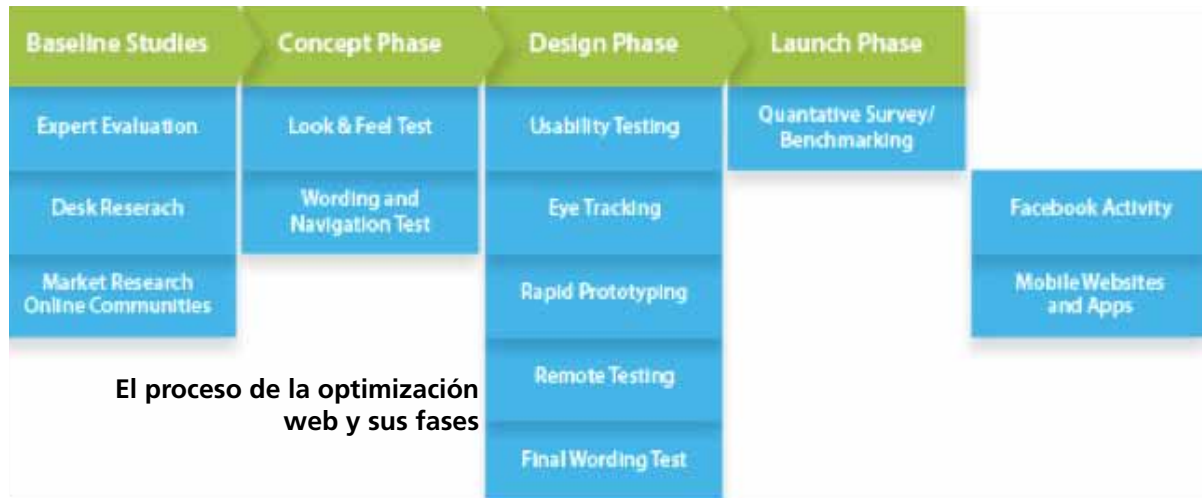 Baseline Studies
Concept Phase
Design Phase
Launch Phase
Expert Evaluation
Desk Reserach
Market Research
Online Communities
Look & Feel Test
Wording and
Navigation Test
Usability Testing
Eye Tracking
Rapid Prototyping
Remote Testing
Final Wording Test
Quantative Survey/
Benchmarking
Facebook Activity
Mobile Websites
and Apps
El proceso de la optimización
web y sus fases